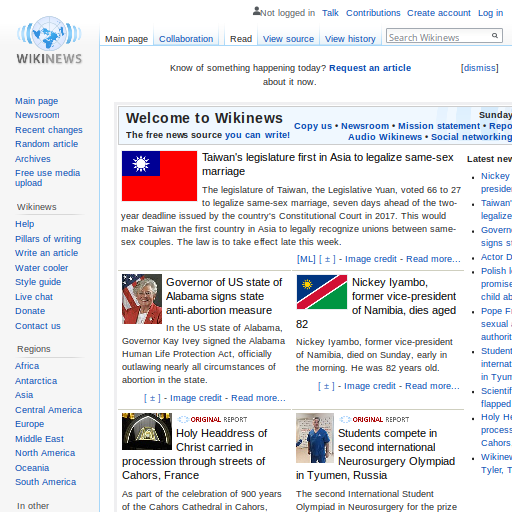 Not logged in Talk Contributions Create account Log in
Main page Collaboration Read View source View history Search Wikinews
WIKINEWS
Know of something happening today? Request an article [dismiss]
about it now.
Main page
Newsroom
Recent changes
Random article
Archives
Free use media
upload
Wikinews
Help
Pillars of writing
Write an article
Water cooler
Style guide
Live chat
Donate
Contact us
Regions
Africa
Antarctica
Asia
Central America
Europe
Middle East
North America
Oceania
South America
In other
Welcome to Wikinews
The free news source you can write!
Sunday
Copy us • Newsroom • Mission statement • Repo
Audio Wikinews • Social networking
Taiwan's legislature first in Asia to legalize same-sex
marriage
The legislature of Taiwan, the Legislative Yuan, voted 66 to 27
to legalize same-sex marriage, seven days ahead of the two-
year deadline issued by the country's Constitutional Court in 2017. This would
make Taiwan the first country in Asia to legally recognize unions between same-
sex couples. The law is to take effect late this week.
[ML] [ ± ] - Image credit - Read more...
Governor of US state of
Alabama signs state
anti-abortion measure
In the US state of Alabama,
Governor Kay Ivey signed the Alabama
Human Life Protection Act, officially
outlawing nearly all circumstances of
abortion in the state.
[ ± ] - Image credit - Read more...
Nickey Iyambo,
former vice-president
of Namibia, dies aged
82
Nickey Iyambo, former vice-president
of Namibia, died on Sunday, early in
the morning. He was 82 years old.
[ ± ] - Image credit - Read more...
ORIGINAL REPORT
Holy Headdress of
Christ carried in
procession through streets of
Cahors, France
As part of the celebration of 900 years
of the Cahors Cathedral in Cahors,
ORIGINAL REPORT
Students compete in
second international
Neurosurgery Olympiad
in Tyumen, Russia
The second International Student
Olympiad in Neurosurgery for the prize
Latest new
Nickey
preside
Taiwan'
legalize
Governo
signs st
Actor D
Polish l
promise
child ab
Pope F
sexual a
authorit
Student
internat
in Tyum
Scientif
flapped
Holy He
process
Cahors
Wikinew
Tyler, T